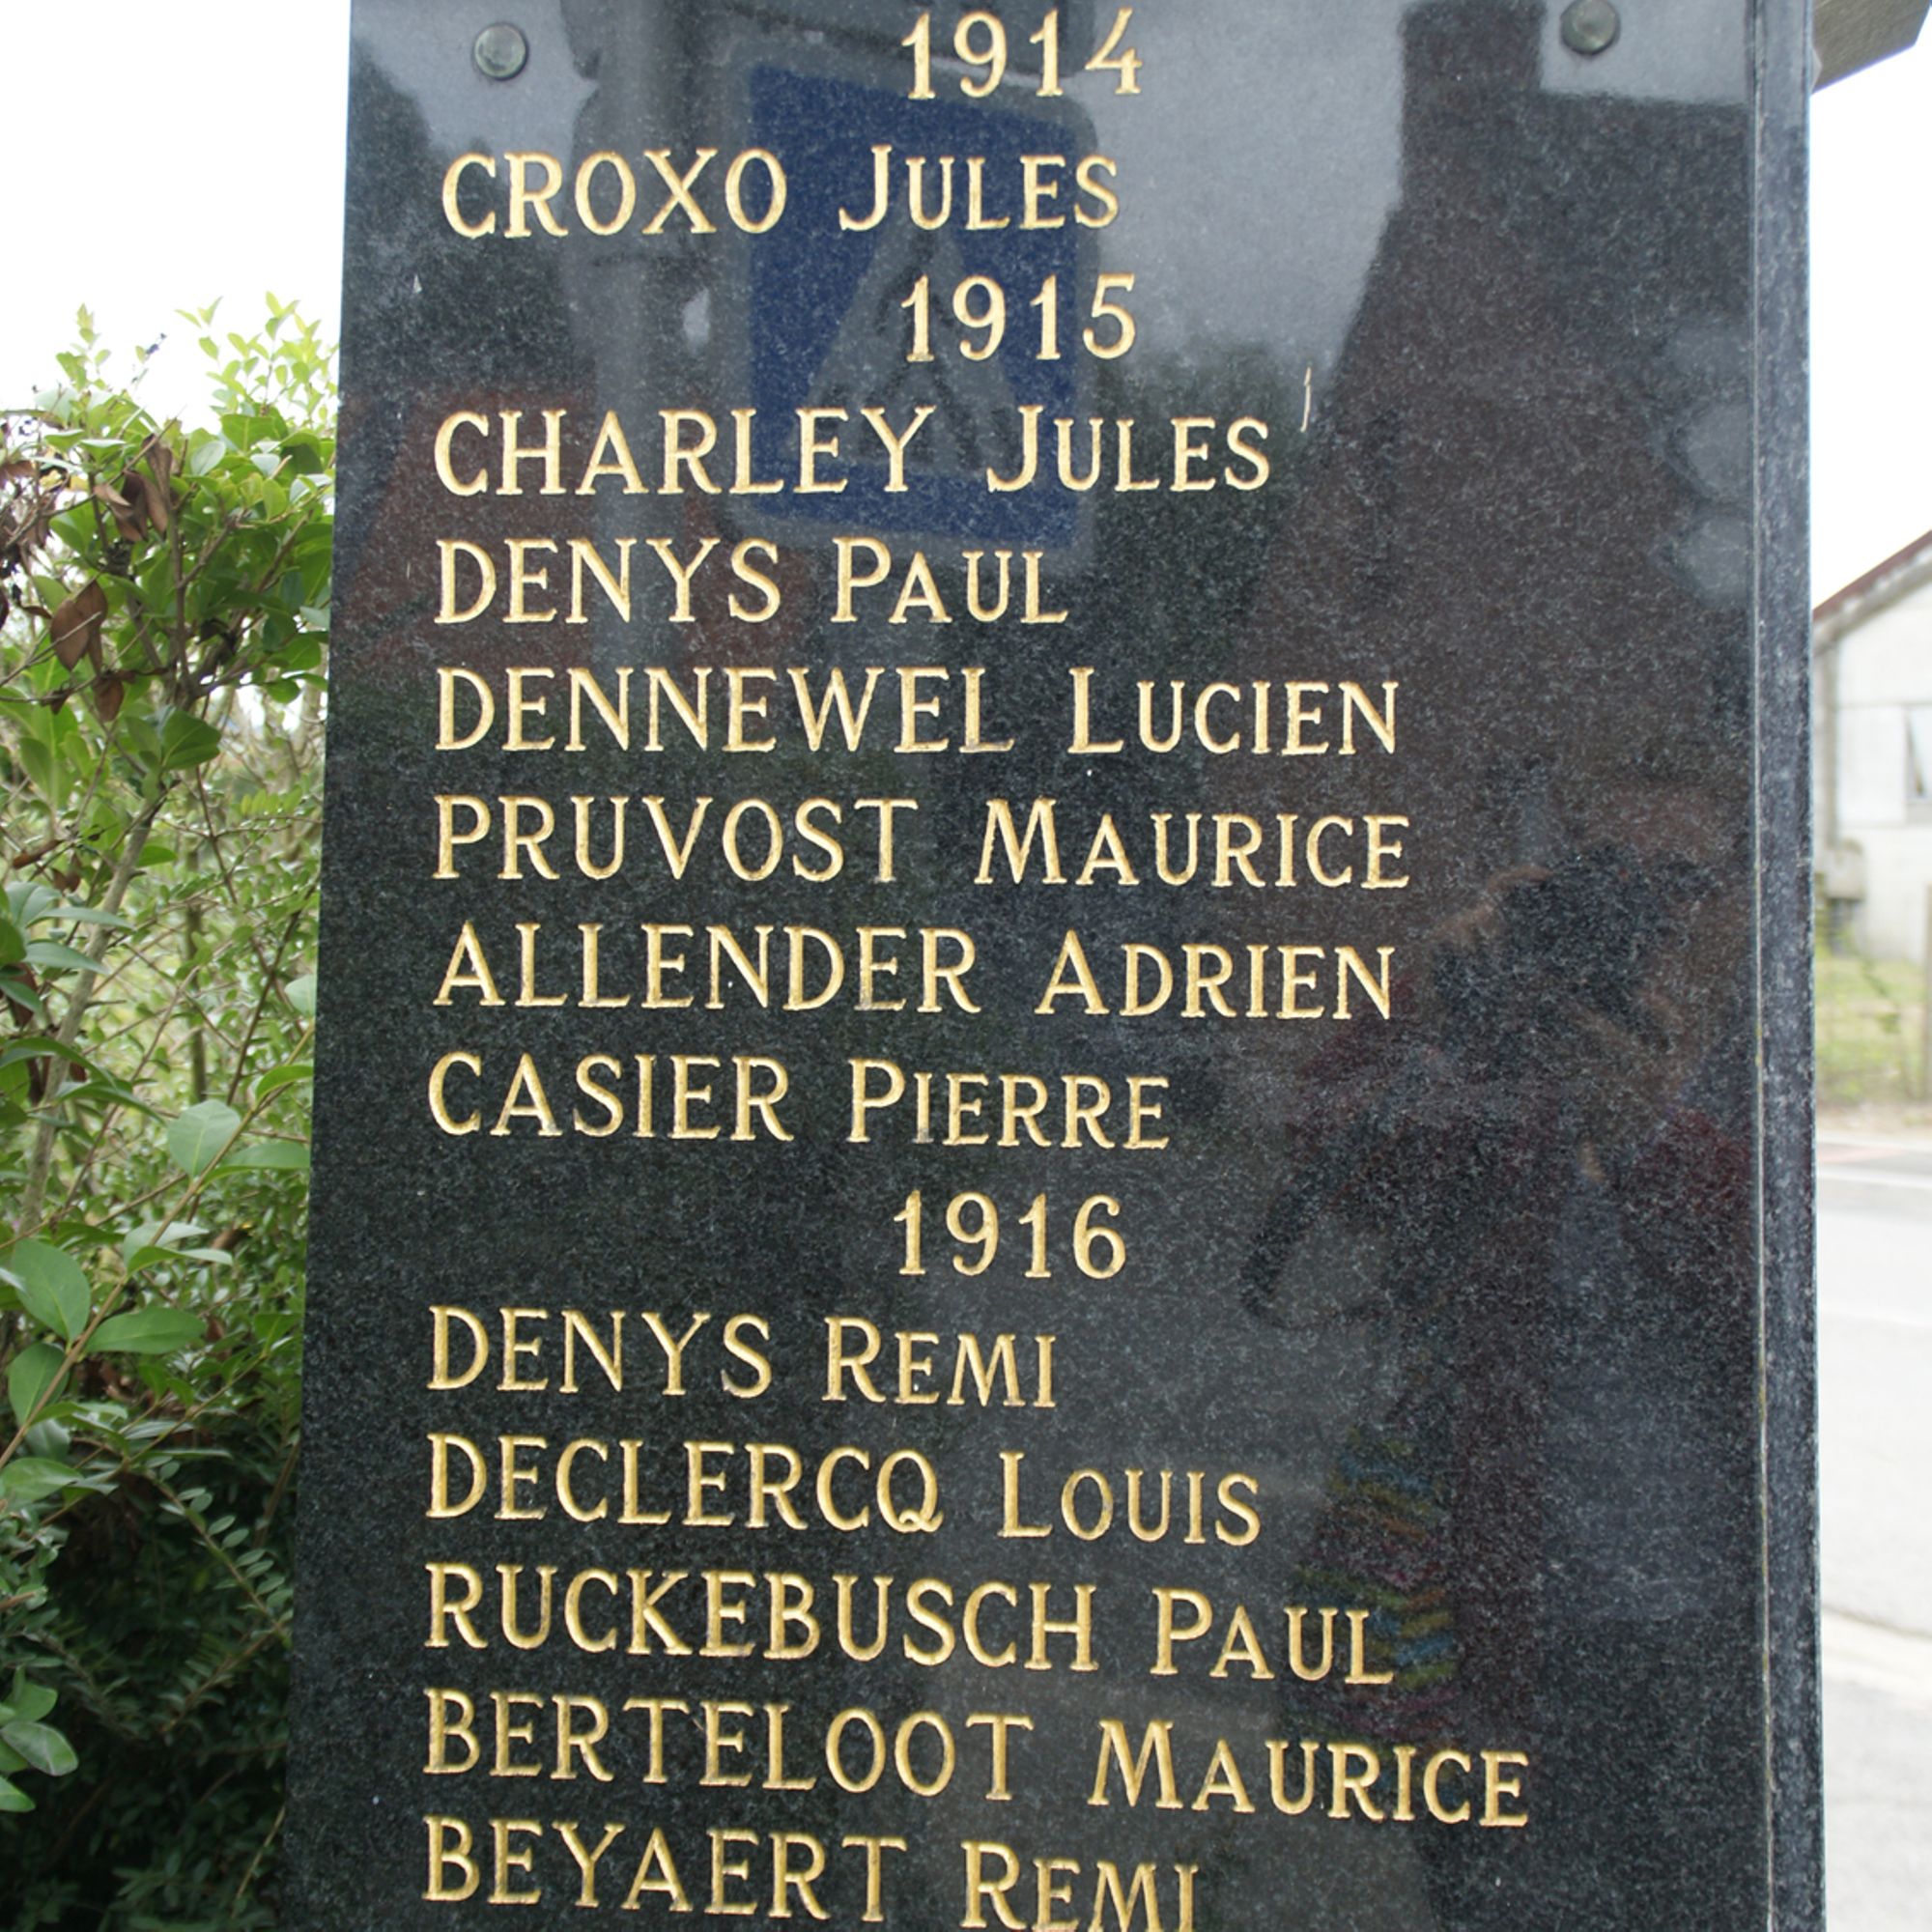 1914
CROXO JULES
1915
CHARLEY JULES
DENYS PAUL
DENNEWEL LUCIEN
PRUVOST MAURICE
ALLENDER ADRIEN
CASIER PIERRE
1916
DENYS REMI
DECLERCQ LOUIS
RUCKEBUSCH PAUL
BERTELOOT MAURICE
BEYAERT REMI